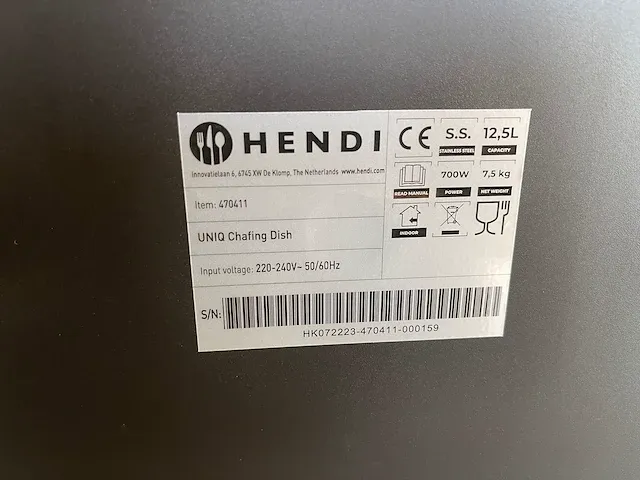 HENDI
Innovatielaan 6, 6745 XW De Klomp, The Netherlands www.hendi.com
Item: 470411
UNIQ Chafing Dish
Input voltage: 220-240V~ 50/60Hz
CE
S.S.
STAINLESS STEEL
12,5L
CAPACITY
READ MANUAL
700W
POWER
7,5 kg
NET WEIGHT
INDOOR
S/N:
HK072223-470411-000159